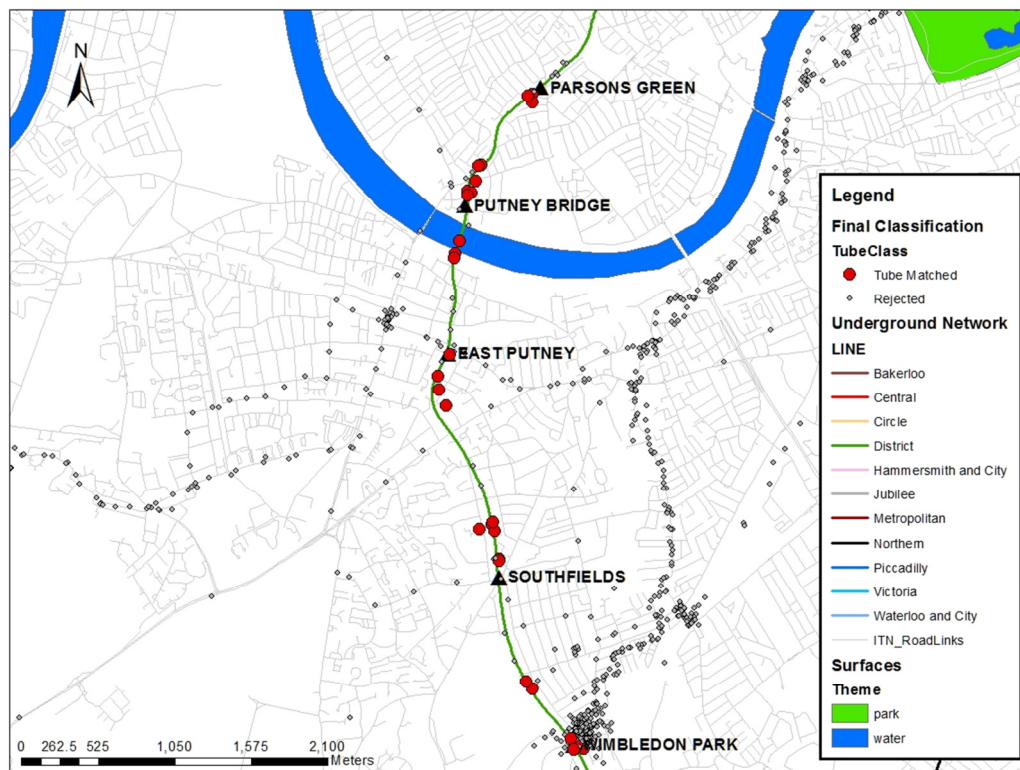 N
PARSONS GREEN
PUTNEY BRIDGE
EAST PUTNEY
SOUTHFIELDS
WIMBLEDON PARK
0 262.5 525 1,050 1,575 2,100
Meters
Legend
Final Classification
TubeClass
Tube Matched
Rejected
Underground Network
LINE
Bakerloo
Central
Circle
District
Hammersmith and City
Jubilee
Metropolitan
Northern
Piccadilly
Victoria
Waterloo and City
ITN_RoadLinks
Surfaces
Theme
park
water